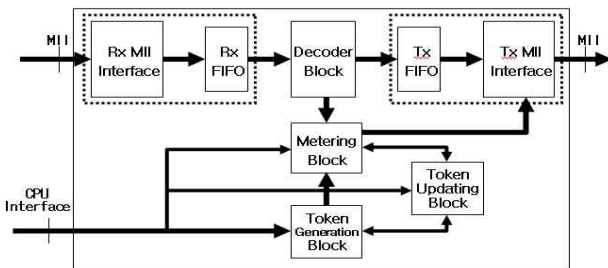 MII
Rx MII
Interface
Rx
FIFO
Decoder
Block
Tx
FIFO
Tx MII
Interface
MII
Metering
Block
Token
Updating
Block
CPU
Interface
Token
Generation
Block